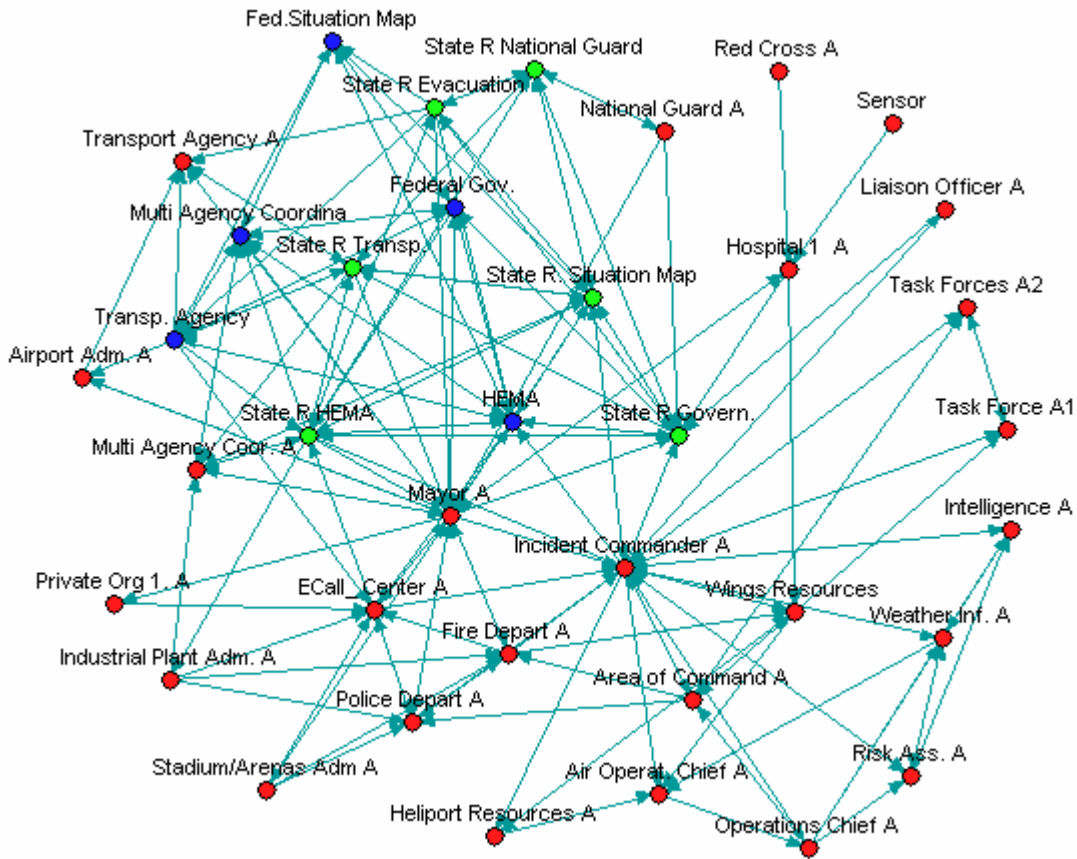 Fed.Situation Map
State R National Guard
Red Cross A
State R Evacuation
Sensor
National Guard A
Transport Agency A
Federal Gov.
Liaison Officer A
Multi Agency Coordina
State R Transp.
Hospital 1 A
State R. Situation Map
Task Forces A2
Transp. Agency
Airport Adm. A
State R HEMA
HEMA
State R Govern.
Task Force A1
Multi Agency Coor. A
Mayor A
Intelligence A
Incident Commander A
Private Org 1. A
ECall_Center A
Wings Resources
Weather Inf. A
Fire Depart A
Industrial Plant Adm. A
Area of Command A
Police Depart A
Risk Ass. A
Stadium/Arenas Adm A
Air Operat. Chief A
Heliport Resources A
Operations Chief A